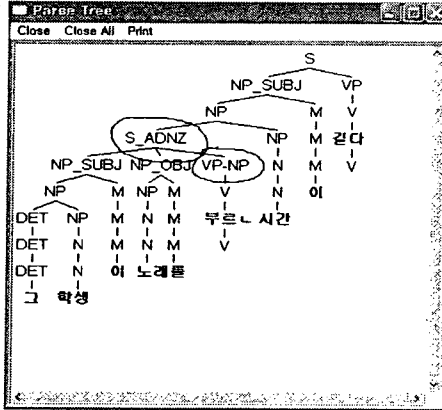 Parse Tree
Close Close All Print
S
NP_SUBJ VP
NP M V
S_ADNZ NP M 길다
NP_SUBJ NP_OBJ VP-NP N M V
NP M NP M V N 이
DET NP M N M 부르ㄴ 시간
DET N M N M V
DET N 이 노래를
그 학생